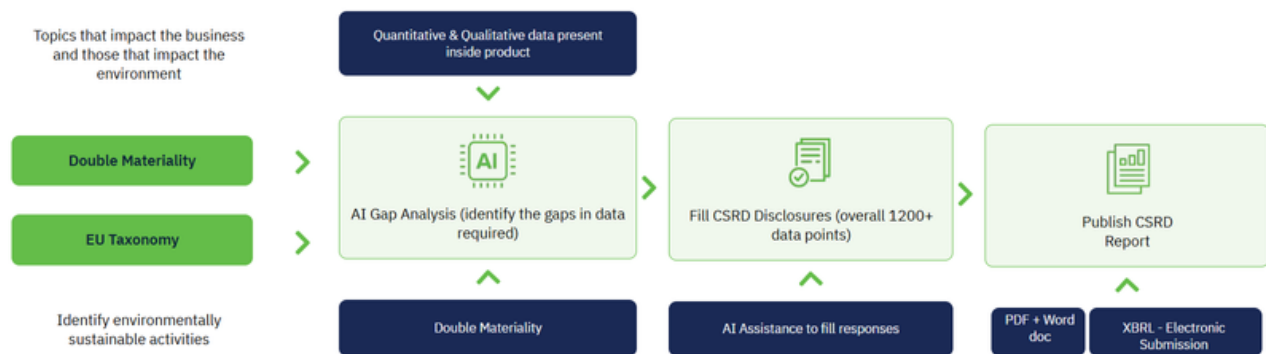 Topics that impact the business
and those that impact the
environment
Quantitative & Qualitative data present
inside product
Double Materiality
EU Taxonomy
AI
AI Gap Analysis (identify the gaps in data
required)
Fill CSRD Disclosures (overall 1200+
data points)
Publish CSRD
Report
Identify environmentally
sustainable activities
Double Materiality
AI Assistance to fill responses
PDF + Word
doc
XBRL - Electronic
Submission